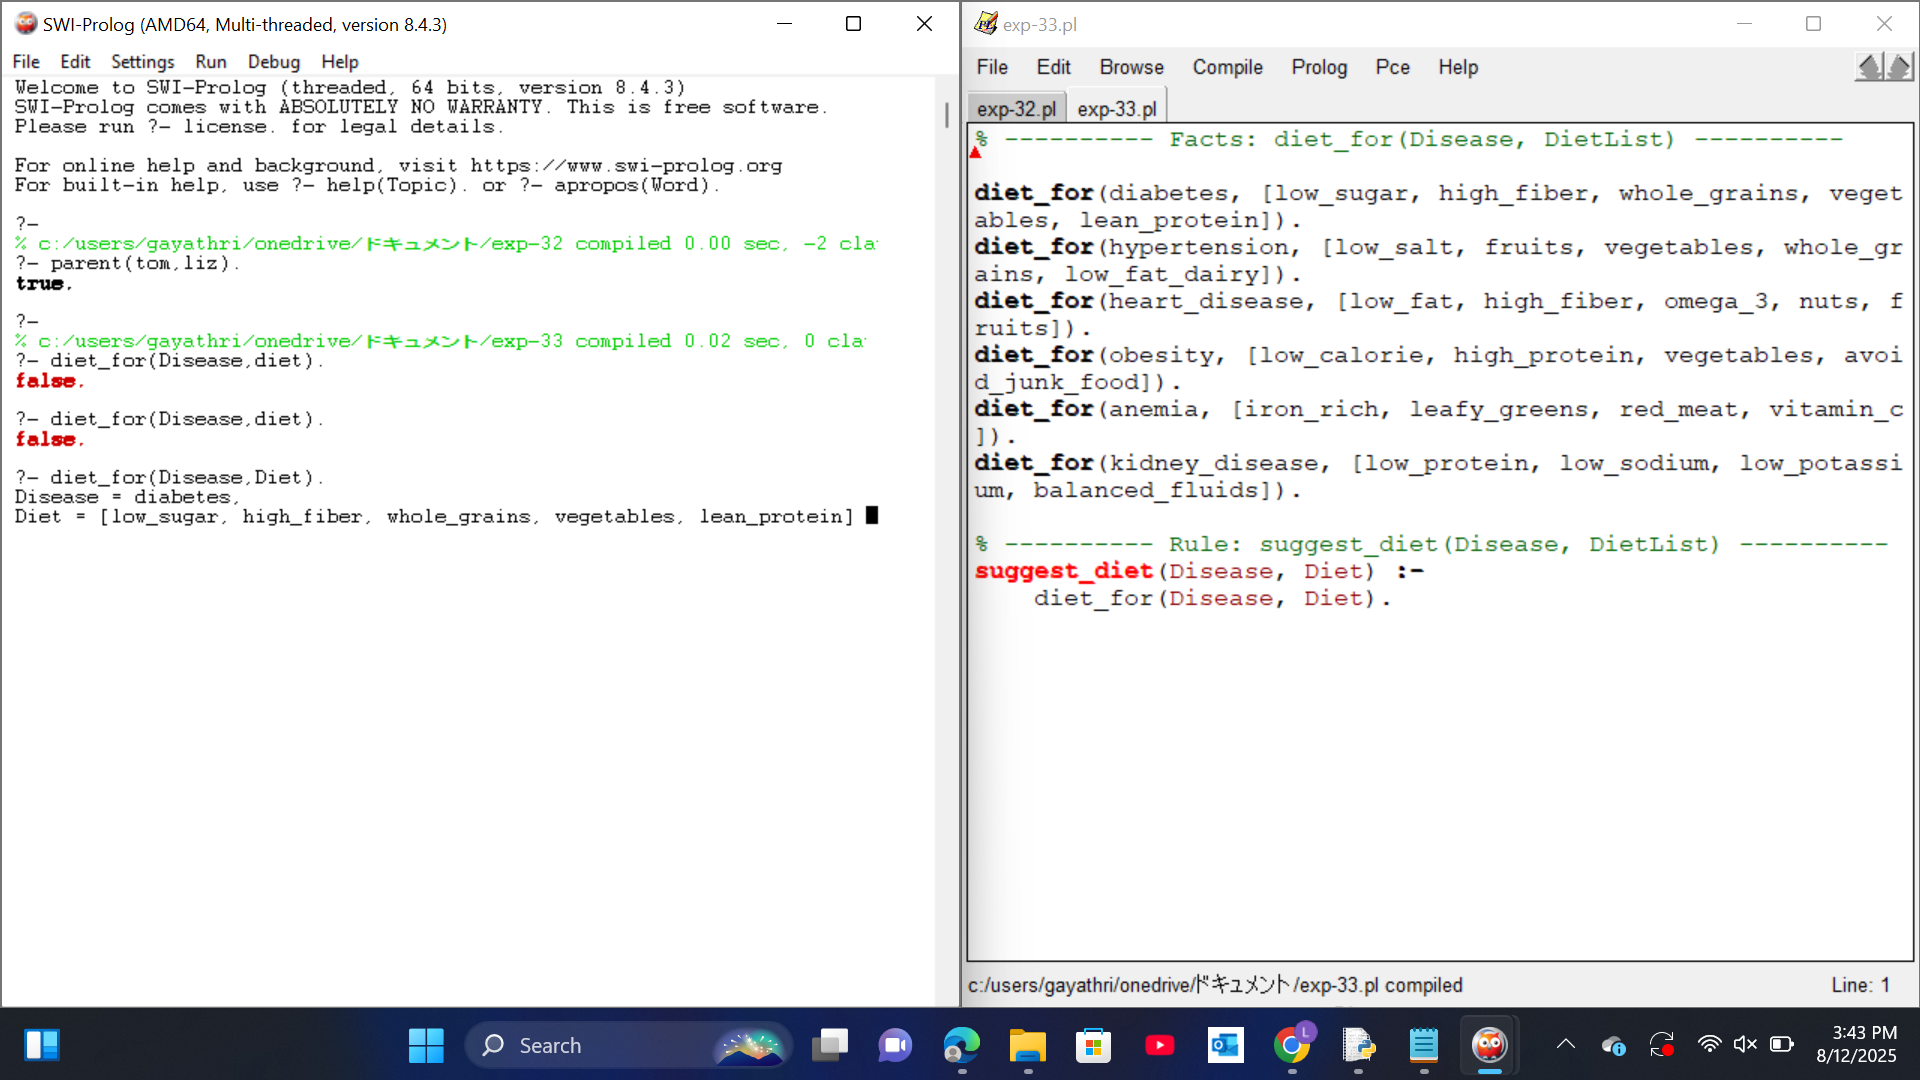 SWI-Prolog (AMD64, Multi-threaded, version 8.4.3)
File Edit Settings Run Debug Help
Welcome to SWI-Prolog (threaded, 64 bits, version 8.4.3)
SWI-Prolog comes with ABSOLUTELY NO WARRANTY. This is free software.
Please run ?- license. for legal details.
For online help and background, visit https://www.swi-prolog.org
For built-in help, use ?- help(Topic). or ?- apropos(Word).
?-
% c:/users/gayathri/onedrive/ドキュメント/exp-32 compiled 0.00 sec, -2 cla
?- parent(tom,liz).
true.
?-
% c:/users/gayathri/onedrive/ドキュメント/exp-33 compiled 0.02 sec, 0 cla
?- diet_for(Disease,diet).
false.
?- diet_for(Disease,diet).
false.
?- diet_for(Disease,Diet).
Disease = diabetes,
Diet = [low_sugar, high_fiber, whole_grains, vegetables, lean_protein]
exp-33.pl
File Edit Browse Compile Prolog Pce Help
exp-32.pl exp-33.pl
% ---------- Facts: diet_for(Disease, DietList) ----------
diet_for(diabetes, [low_sugar, high_fiber, whole_grains, veget
ables, lean_protein]).
diet_for(hypertension, [low_salt, fruits, vegetables, whole_gr
ains, low_fat_dairy]).
diet_for(heart_disease, [low_fat, high_fiber, omega_3, nuts, f
ruits]).
diet_for(obesity, [low_calorie, high_protein, vegetables, avoi
d_junk_food]).
diet_for(anemia, [iron_rich, leafy_greens, red_meat, vitamin_c
]).
diet_for(kidney_disease, [low_protein, low_sodium, low_potassi
um, balanced_fluids]).
% ---------- Rule: suggest_diet(Disease, DietList) ----------
suggest_diet(Disease, Diet) :-
diet_for(Disease, Diet).
c:/users/gayathri/onedrive/ドキュメント/exp-33.pl compiled
Line: 1
Search
L
3:43 PM
8/12/2025